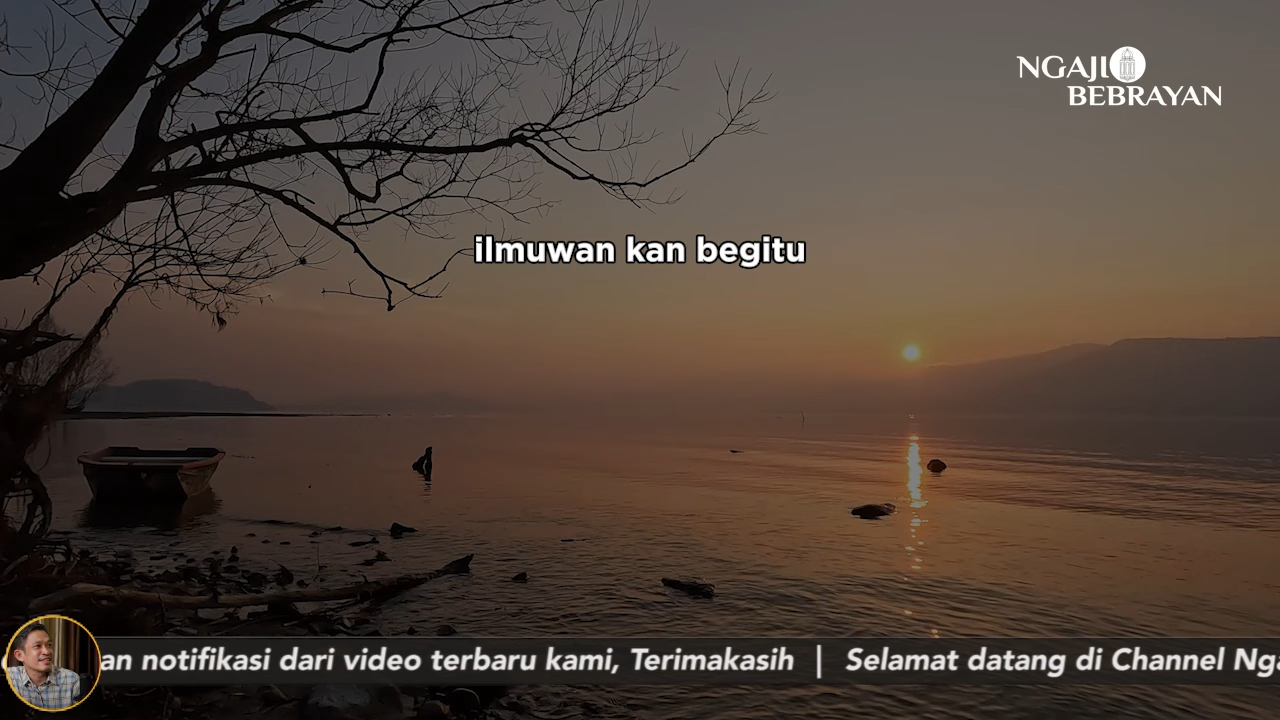 NGAJI
BEBRAYAN
ilmuwan kan begitu
an notifikasi dari video terbaru kami, Terimakasih | Selamat datang di Channel Nga